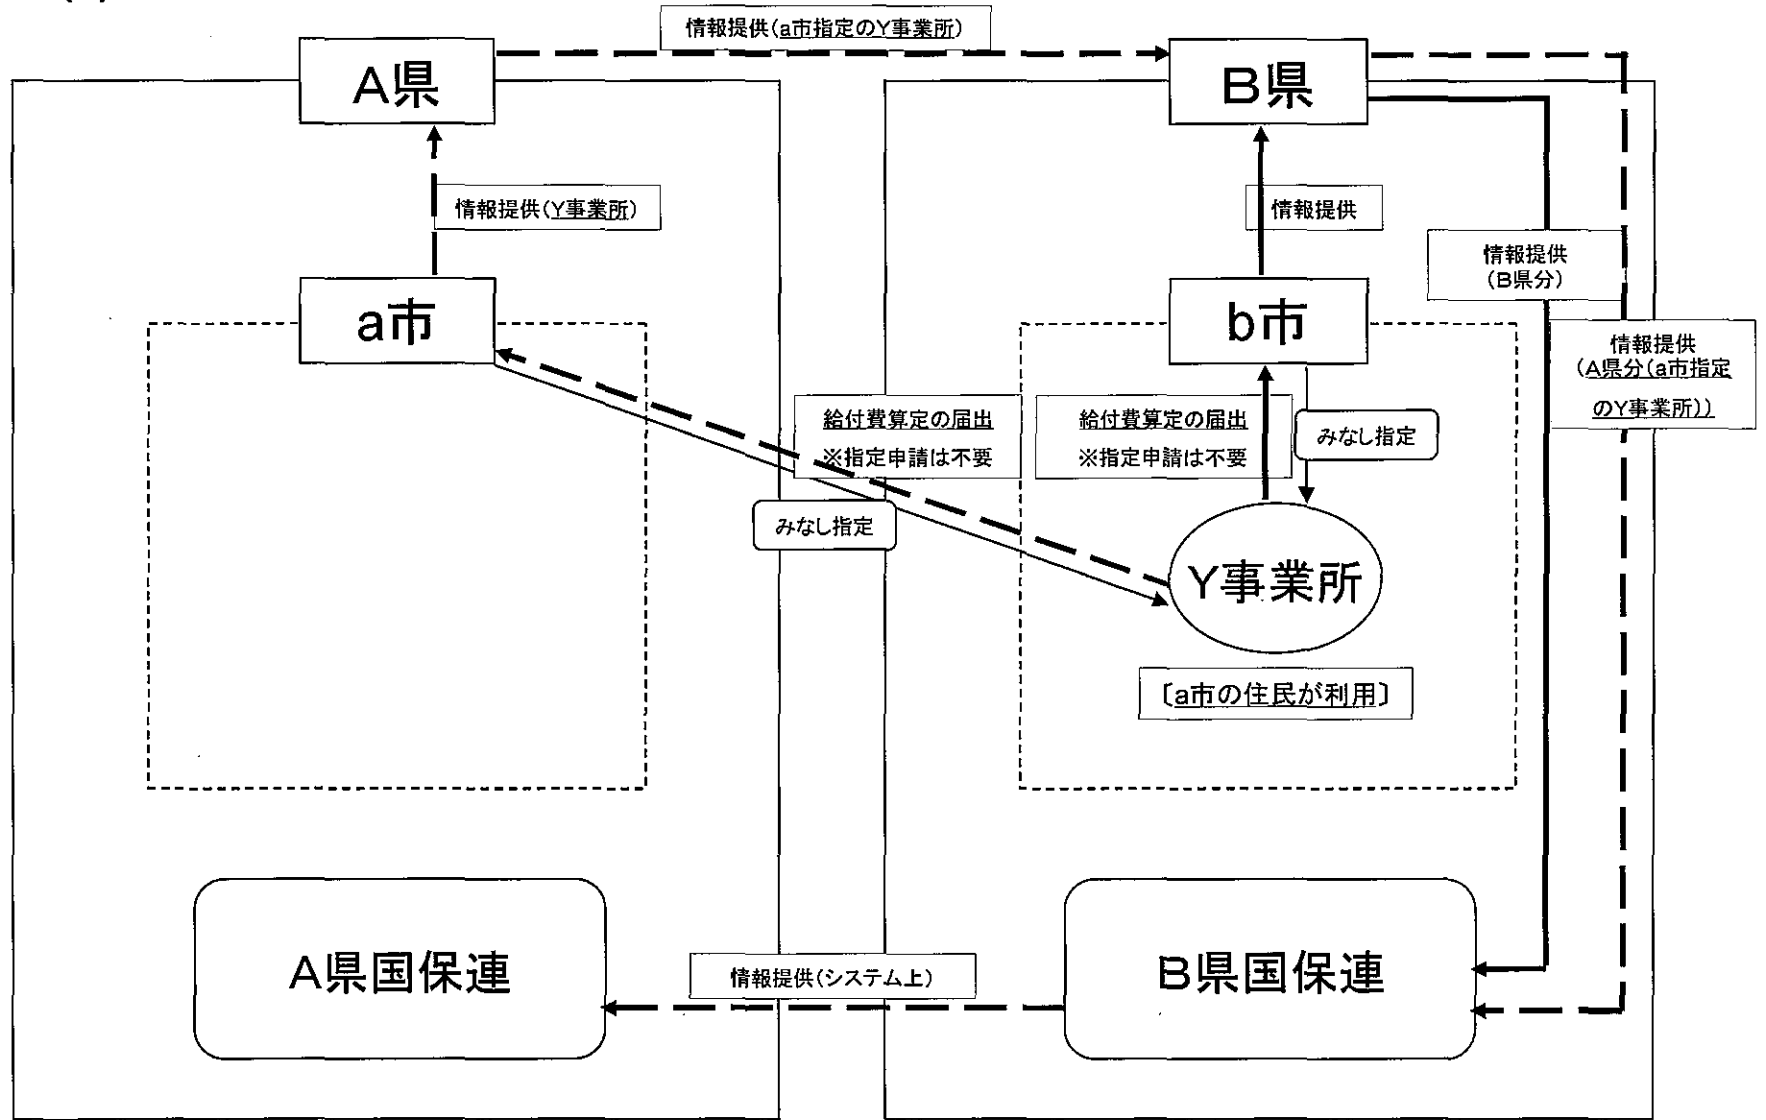 情報提供(a市指定のY事業所)
A県
B県
情報提供(Y事業所)
情報提供
情報提供
(B県分)
a市
b市
情報提供
(A県分(a市指定
のY事業所))
給付費算定の届出
※指定申請は不要
給付費算定の届出
※指定申請は不要
みなし指定
みなし指定
Y事業所
〔a市の住民が利用〕
A県国保連
情報提供(システム上)
B県国保連